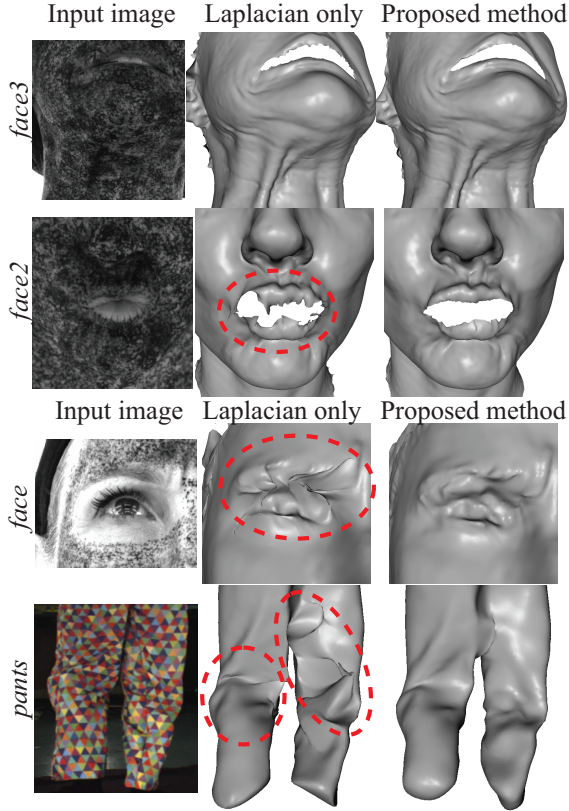 Input image Laplacian only Proposed method
face3
face2
Input image Laplacian only Proposed method
face
pants